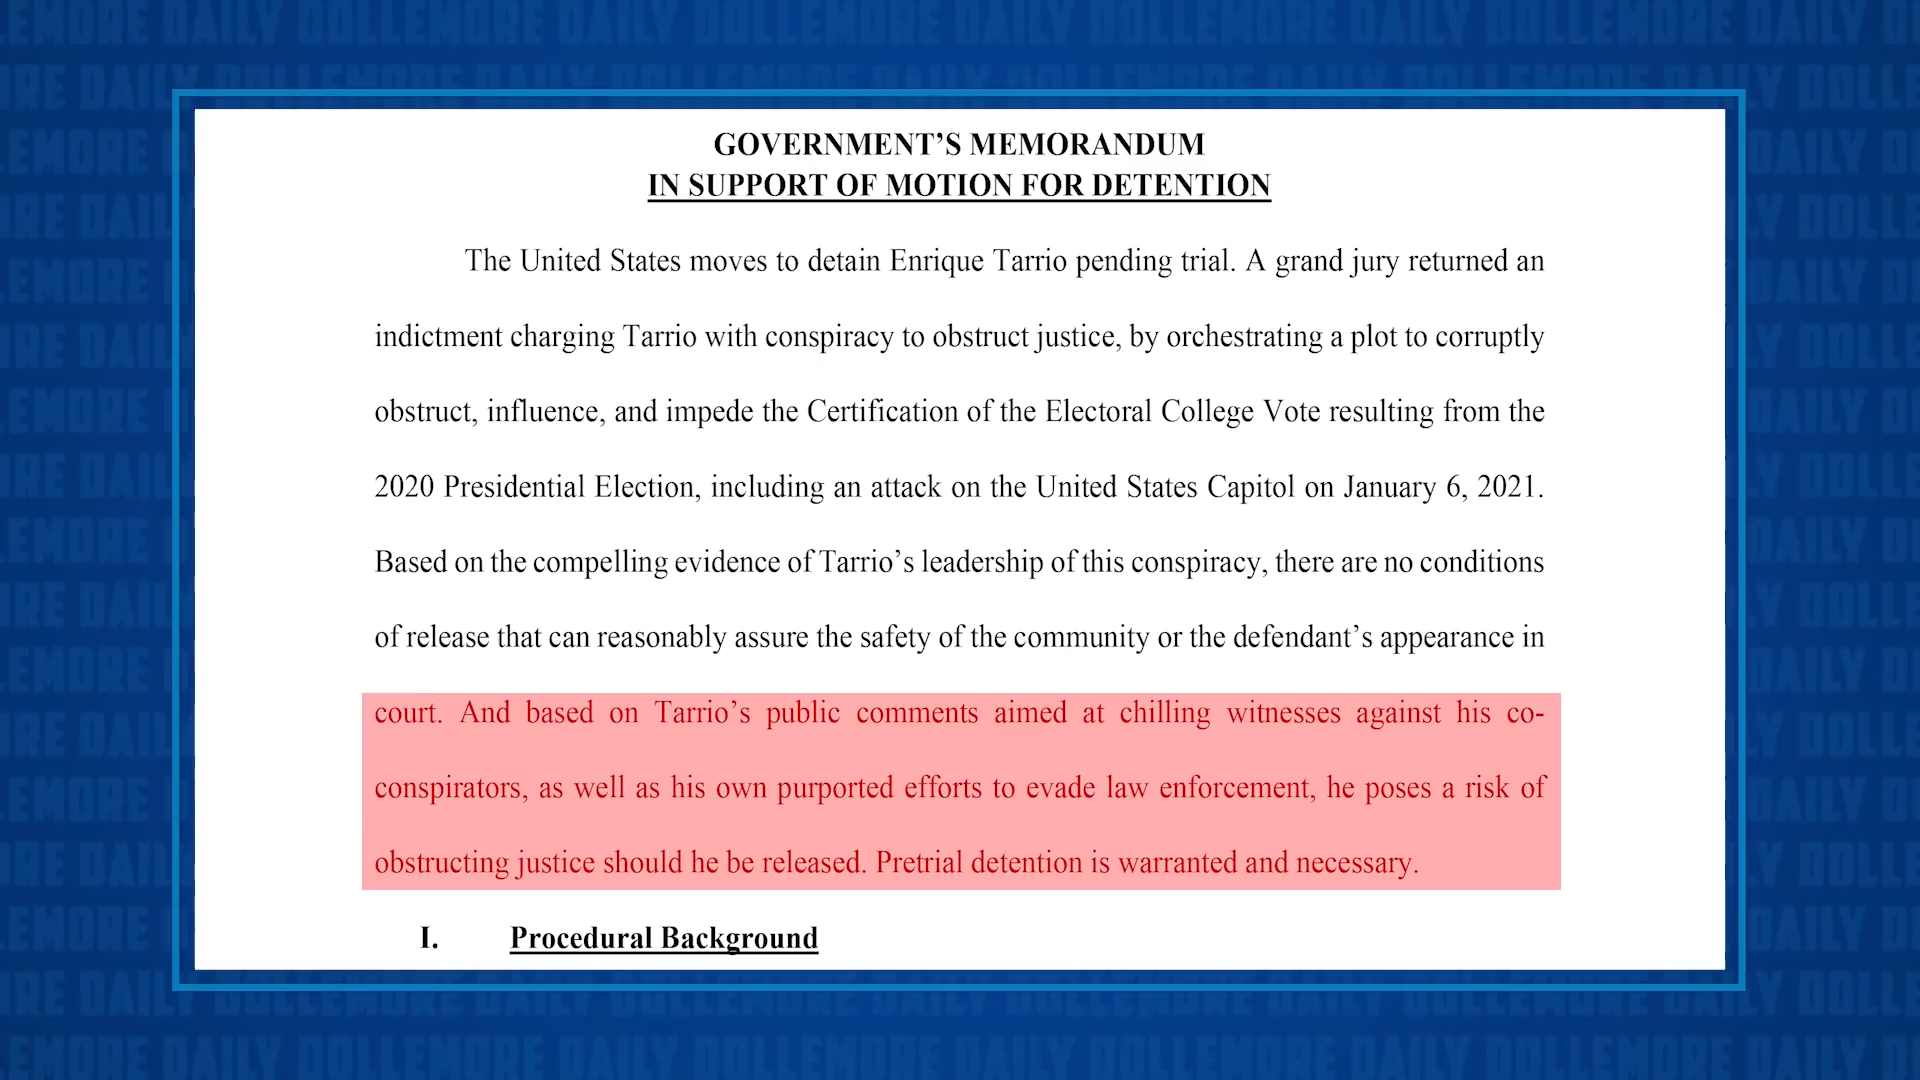 GOVERNMENT’S MEMORANDUM
IN SUPPORT OF MOTION FOR DETENTION
The United States moves to detain Enrique Tarrio pending trial. A grand jury returned an
indictment charging Tarrio with conspiracy to obstruct justice, by orchestrating a plot to corruptly
obstruct, influence, and impede the Certification of the Electoral College Vote resulting from the
2020 Presidential Election, including an attack on the United States Capitol on January 6, 2021.
Based on the compelling evidence of Tarrio’s leadership of this conspiracy, there are no conditions
of release that can reasonably assure the safety of the community or the defendant’s appearance in
court. And based on Tarrio’s public comments aimed at chilling witnesses against his co-
conspirators, as well as his own purported efforts to evade law enforcement, he poses a risk of
obstructing justice should he be released. Pretrial detention is warranted and necessary.
I. Procedural Background